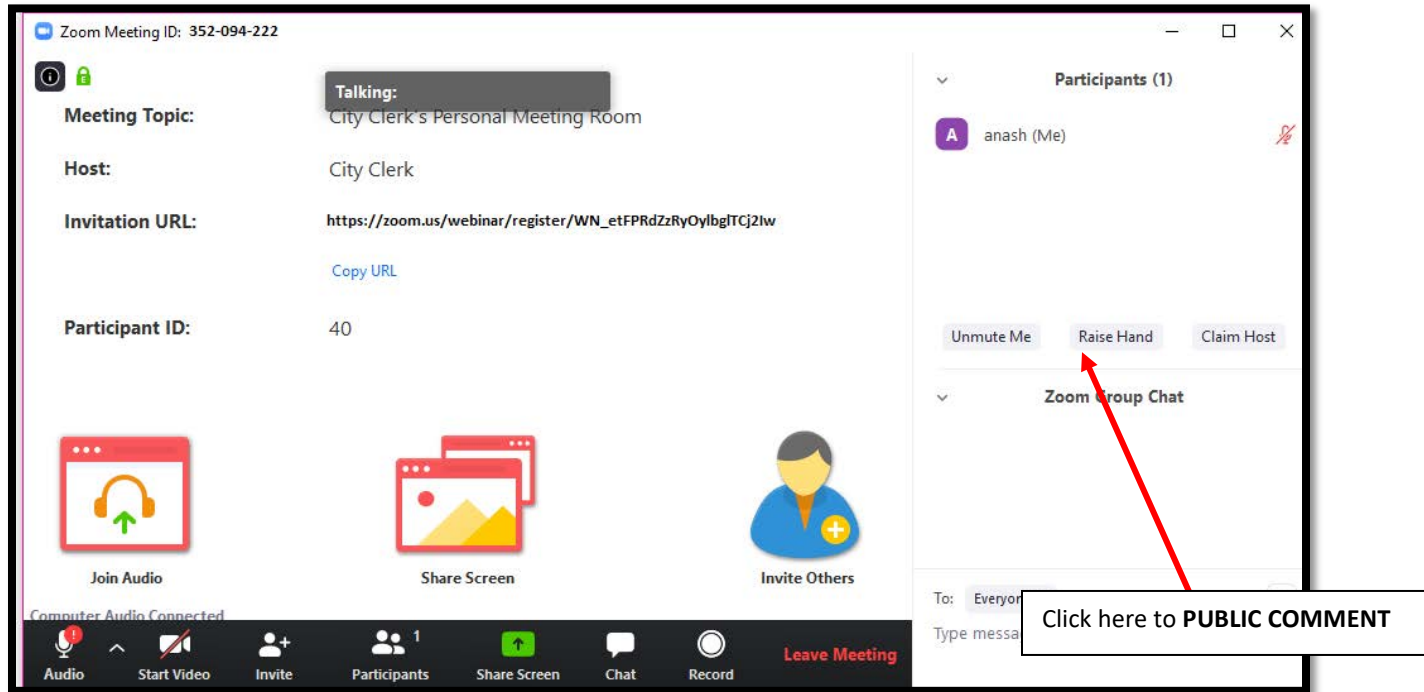 Zoom Meeting ID: 352-094-222
Talking:
Meeting Topic: City Clerk's Personal Meeting Room
Host: City Clerk
Invitation URL: https://zoom.us/webinar/register/WN_etFPRdZzRyOylbglTCj2Iw
Copy URL
Participant ID: 40
Join Audio
Share Screen
Invite Others
Computer Audio Connected
Audio
Start Video
Invite
1
Participants
Share Screen
Chat
Record
Leave Meeting
Participants (1)
A anash (Me)
Unmute Me Raise Hand Claim Host
Zoom Group Chat
To:
Type
Click here to PUBLIC COMMENT